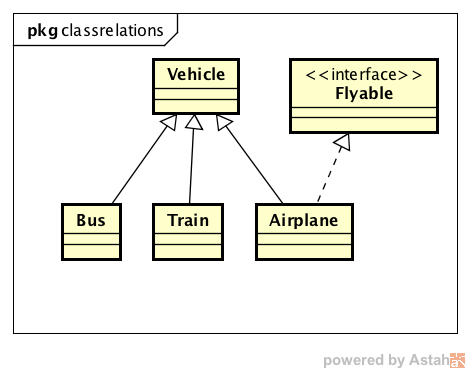 pkg classrelations
Vehicle
<<interface>>
Flyable
Bus
Train
Airplane
powered by Astah